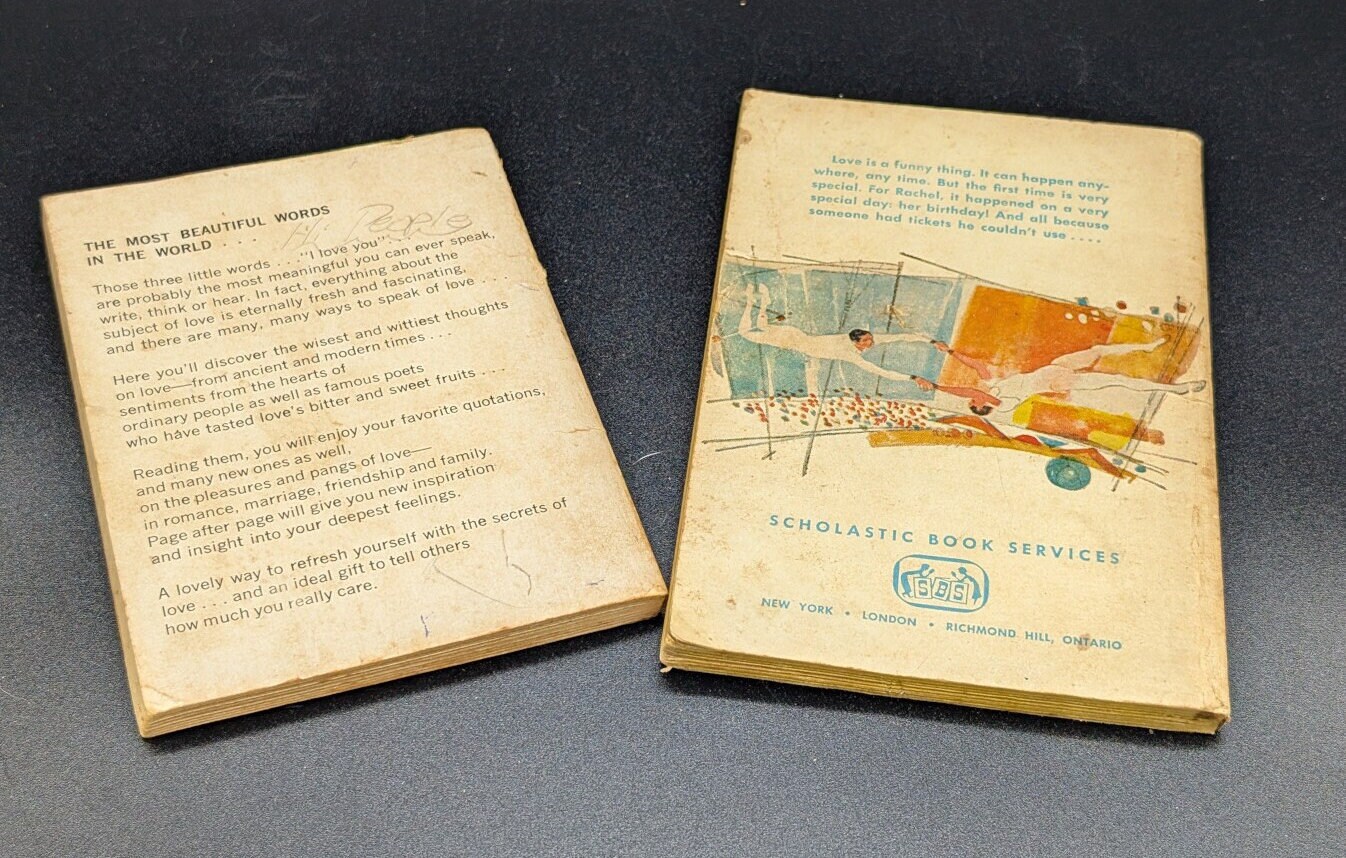 THE MOST BEAUTIFUL WORDS
IN THE WORLD . . .
Hi People
Those three little words . . ."I love you" . . .
are probably the most meaningful you can ever speak,
write, think or hear. In fact, everything about the
subject of love is eternally fresh and fascinating,
and there are many, many ways to speak of love . . .
Here you'll discover the wisest and wittiest thoughts
on love—from ancient and modern times . . .
sentiments from the hearts of
ordinary people as well as famous poets
who have tasted love's bitter and sweet fruits . . . .
Reading them, you will enjoy your favorite quotations,
and many new ones as well,
on the pleasures and pangs of love—
in romance, marriage, friendship and family.
Page after page will give you new inspiration
and insight into your deepest feelings.
A lovely way to refresh yourself with the secrets of
love . . . and an ideal gift to tell others
how much you really care.
Love is a funny thing. It can happen any-
where, any time. But the first time is very
special. For Rachel, it happened on a very
special day: her birthday! And all because
someone had tickets he couldn't use . . . .
SCHOLASTIC BOOK SERVICES
SBS
NEW YORK • LONDON • RICHMOND HILL, ONTARIO